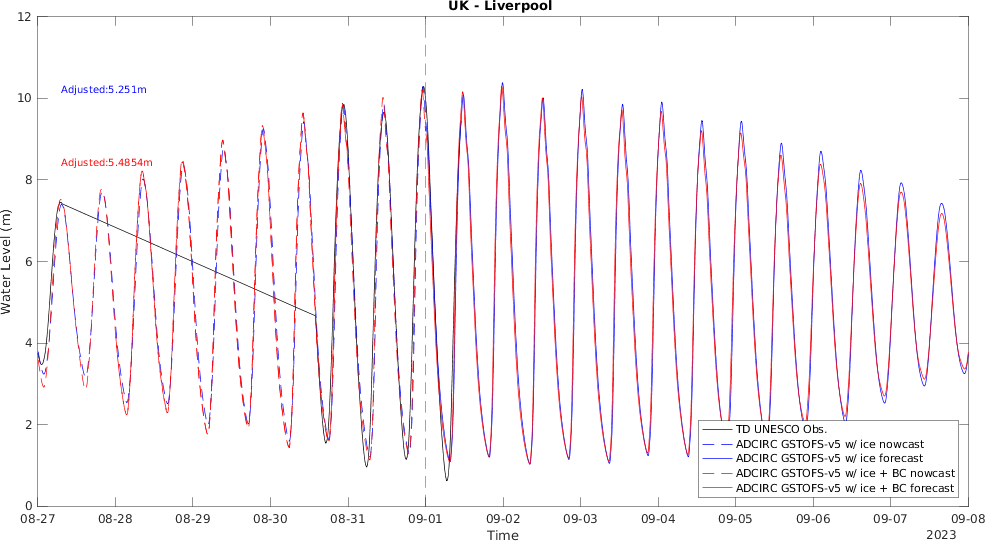 UK - Liverpool
12
10
8
6
4
2
0
Water Level (m)
Adjusted:5.251m
Adjusted:5.4854m
TD UNESCO Obs.
ADCIRC GSTOFS-v5 w/ ice nowcast
ADCIRC GSTOFS-v5 w/ ice forecast
ADCIRC GSTOFS-v5 w/ ice + BC nowcast
ADCIRC GSTOFS-v5 w/ ice + BC forecast
08-27 08-28 08-29 08-30 08-31 09-01 09-02 09-03 09-04 09-05 09-06 09-07 09-08
Time
2023